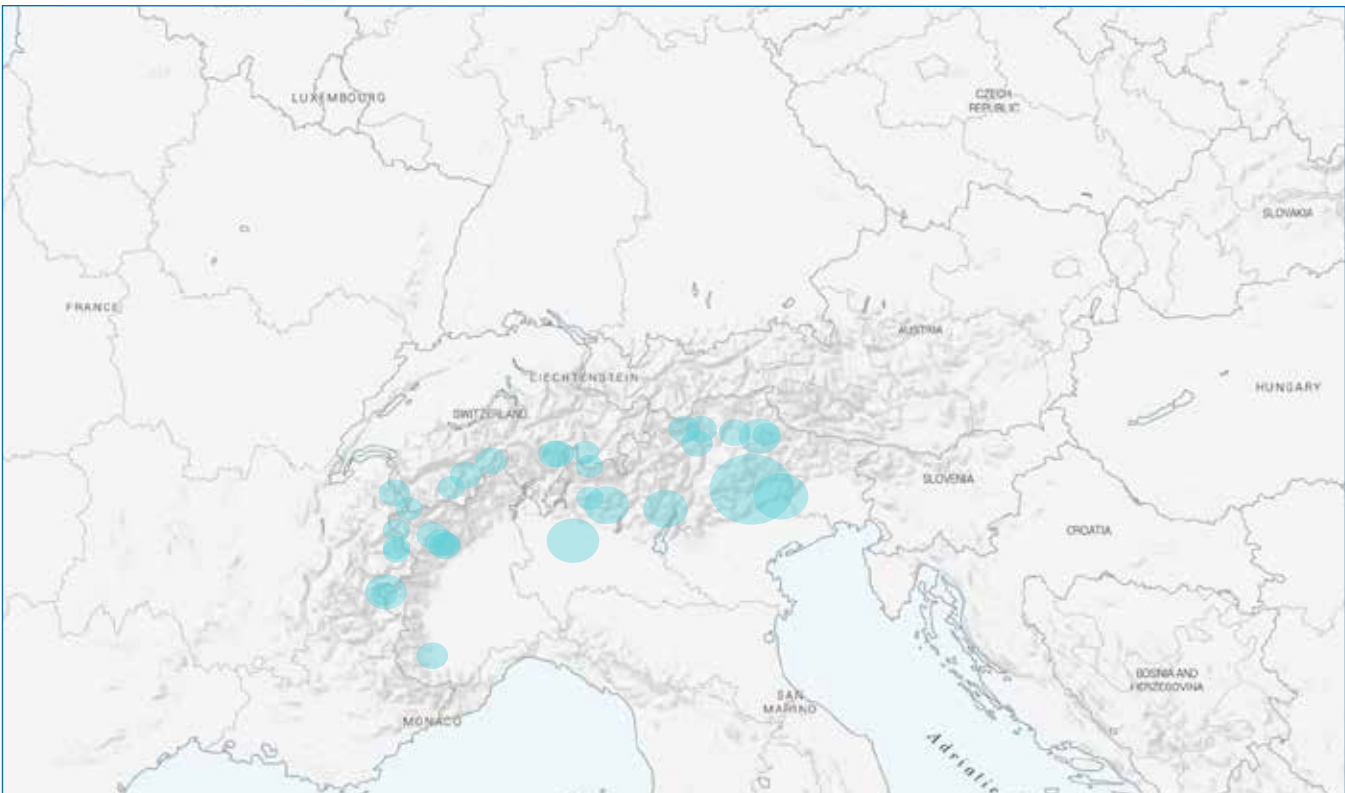 LUXEMBOURG
CZECH
REPUBLIC
SLOVAKIA
FRANCE
AUSTRIA
LIECHTENSTEIN
HUNGARY
SWITZERLAND
SLOVENIA
CROATIA
BOSNIA AND
HERZEGOVINA
SAN
MARINO
MONACO
Adriatic